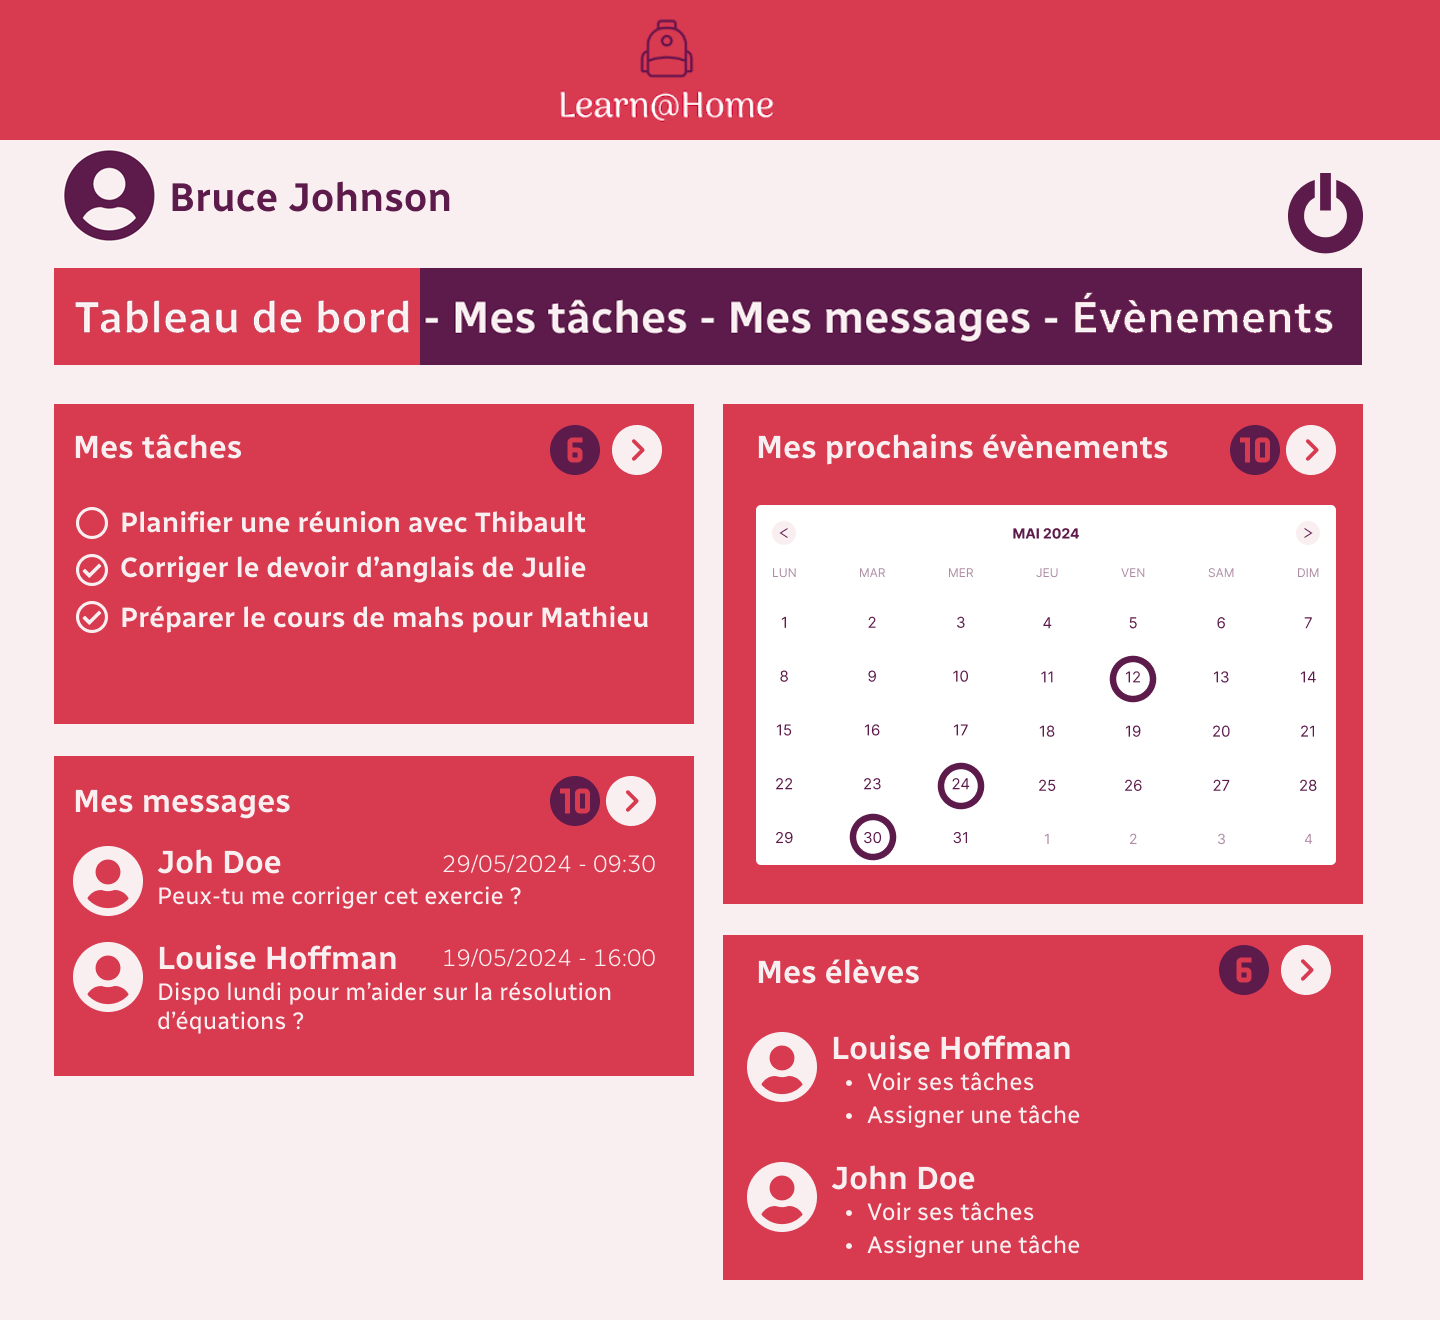 Learn@Home
Bruce Johnson
Tableau de bord - Mes tâches - Mes messages - Évènements
Mes tâches
6
Planifier une réunion avec Thibault
Corriger le devoir d’anglais de Julie
Préparer le cours de mahs pour Mathieu
Mes messages
10
Joh Doe
29/05/2024 - 09:30
Peux-tu me corriger cet exercie ?
Louise Hoffman
19/05/2024 - 16:00
Dispo lundi pour m’aider sur la résolution
d’équations ?
Mes prochains évènements
10
< MAI 2024 >
LUN MAR MER JEU VEN SAM DIM
1 2 3 4 5 6 7
8 9 10 11 12 13 14
15 16 17 18 19 20 21
22 23 24 25 26 27 28
29 30 31 1 2 3 4
Mes élèves
6
Louise Hoffman
• Voir ses tâches
• Assigner une tâche
John Doe
• Voir ses tâches
• Assigner une tâche